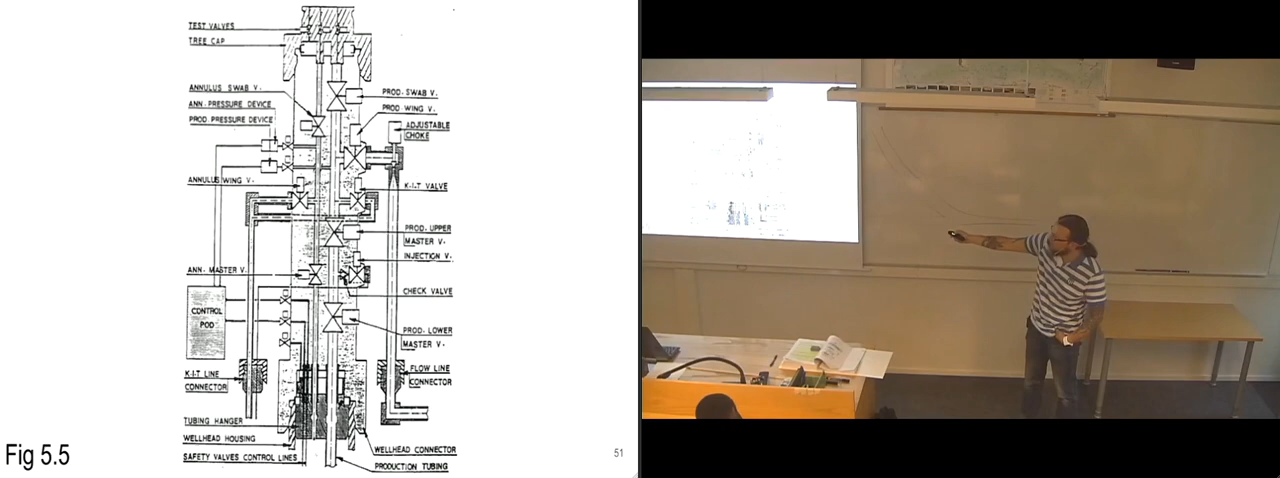 TEST VALVES
TREE CAP
ANNULUS SWAB V.
ANN. PRESSURE DEVICE
PROD. PRESSURE DEVICE
ANNULUS WING V.
ANN. MASTER V.
CONTROL
POD
K.I.T LINE
CONNECTOR
TUBING HANGER
WELLHEAD HOUSING
SAFETY VALVES CONTROL LINES
PROD. SWAB V.
PROD. WING V.
ADJUSTABLE
CHOKE
K.I.T VALVE
PROD. UPPER
MASTER V.
INJECTION V.
CHECK VALVE
PROD. LOWER
MASTER V.
FLOW LINE
CONNECTOR
WELLHEAD CONNECTOR
PRODUCTION TUBING
Fig 5.5
51